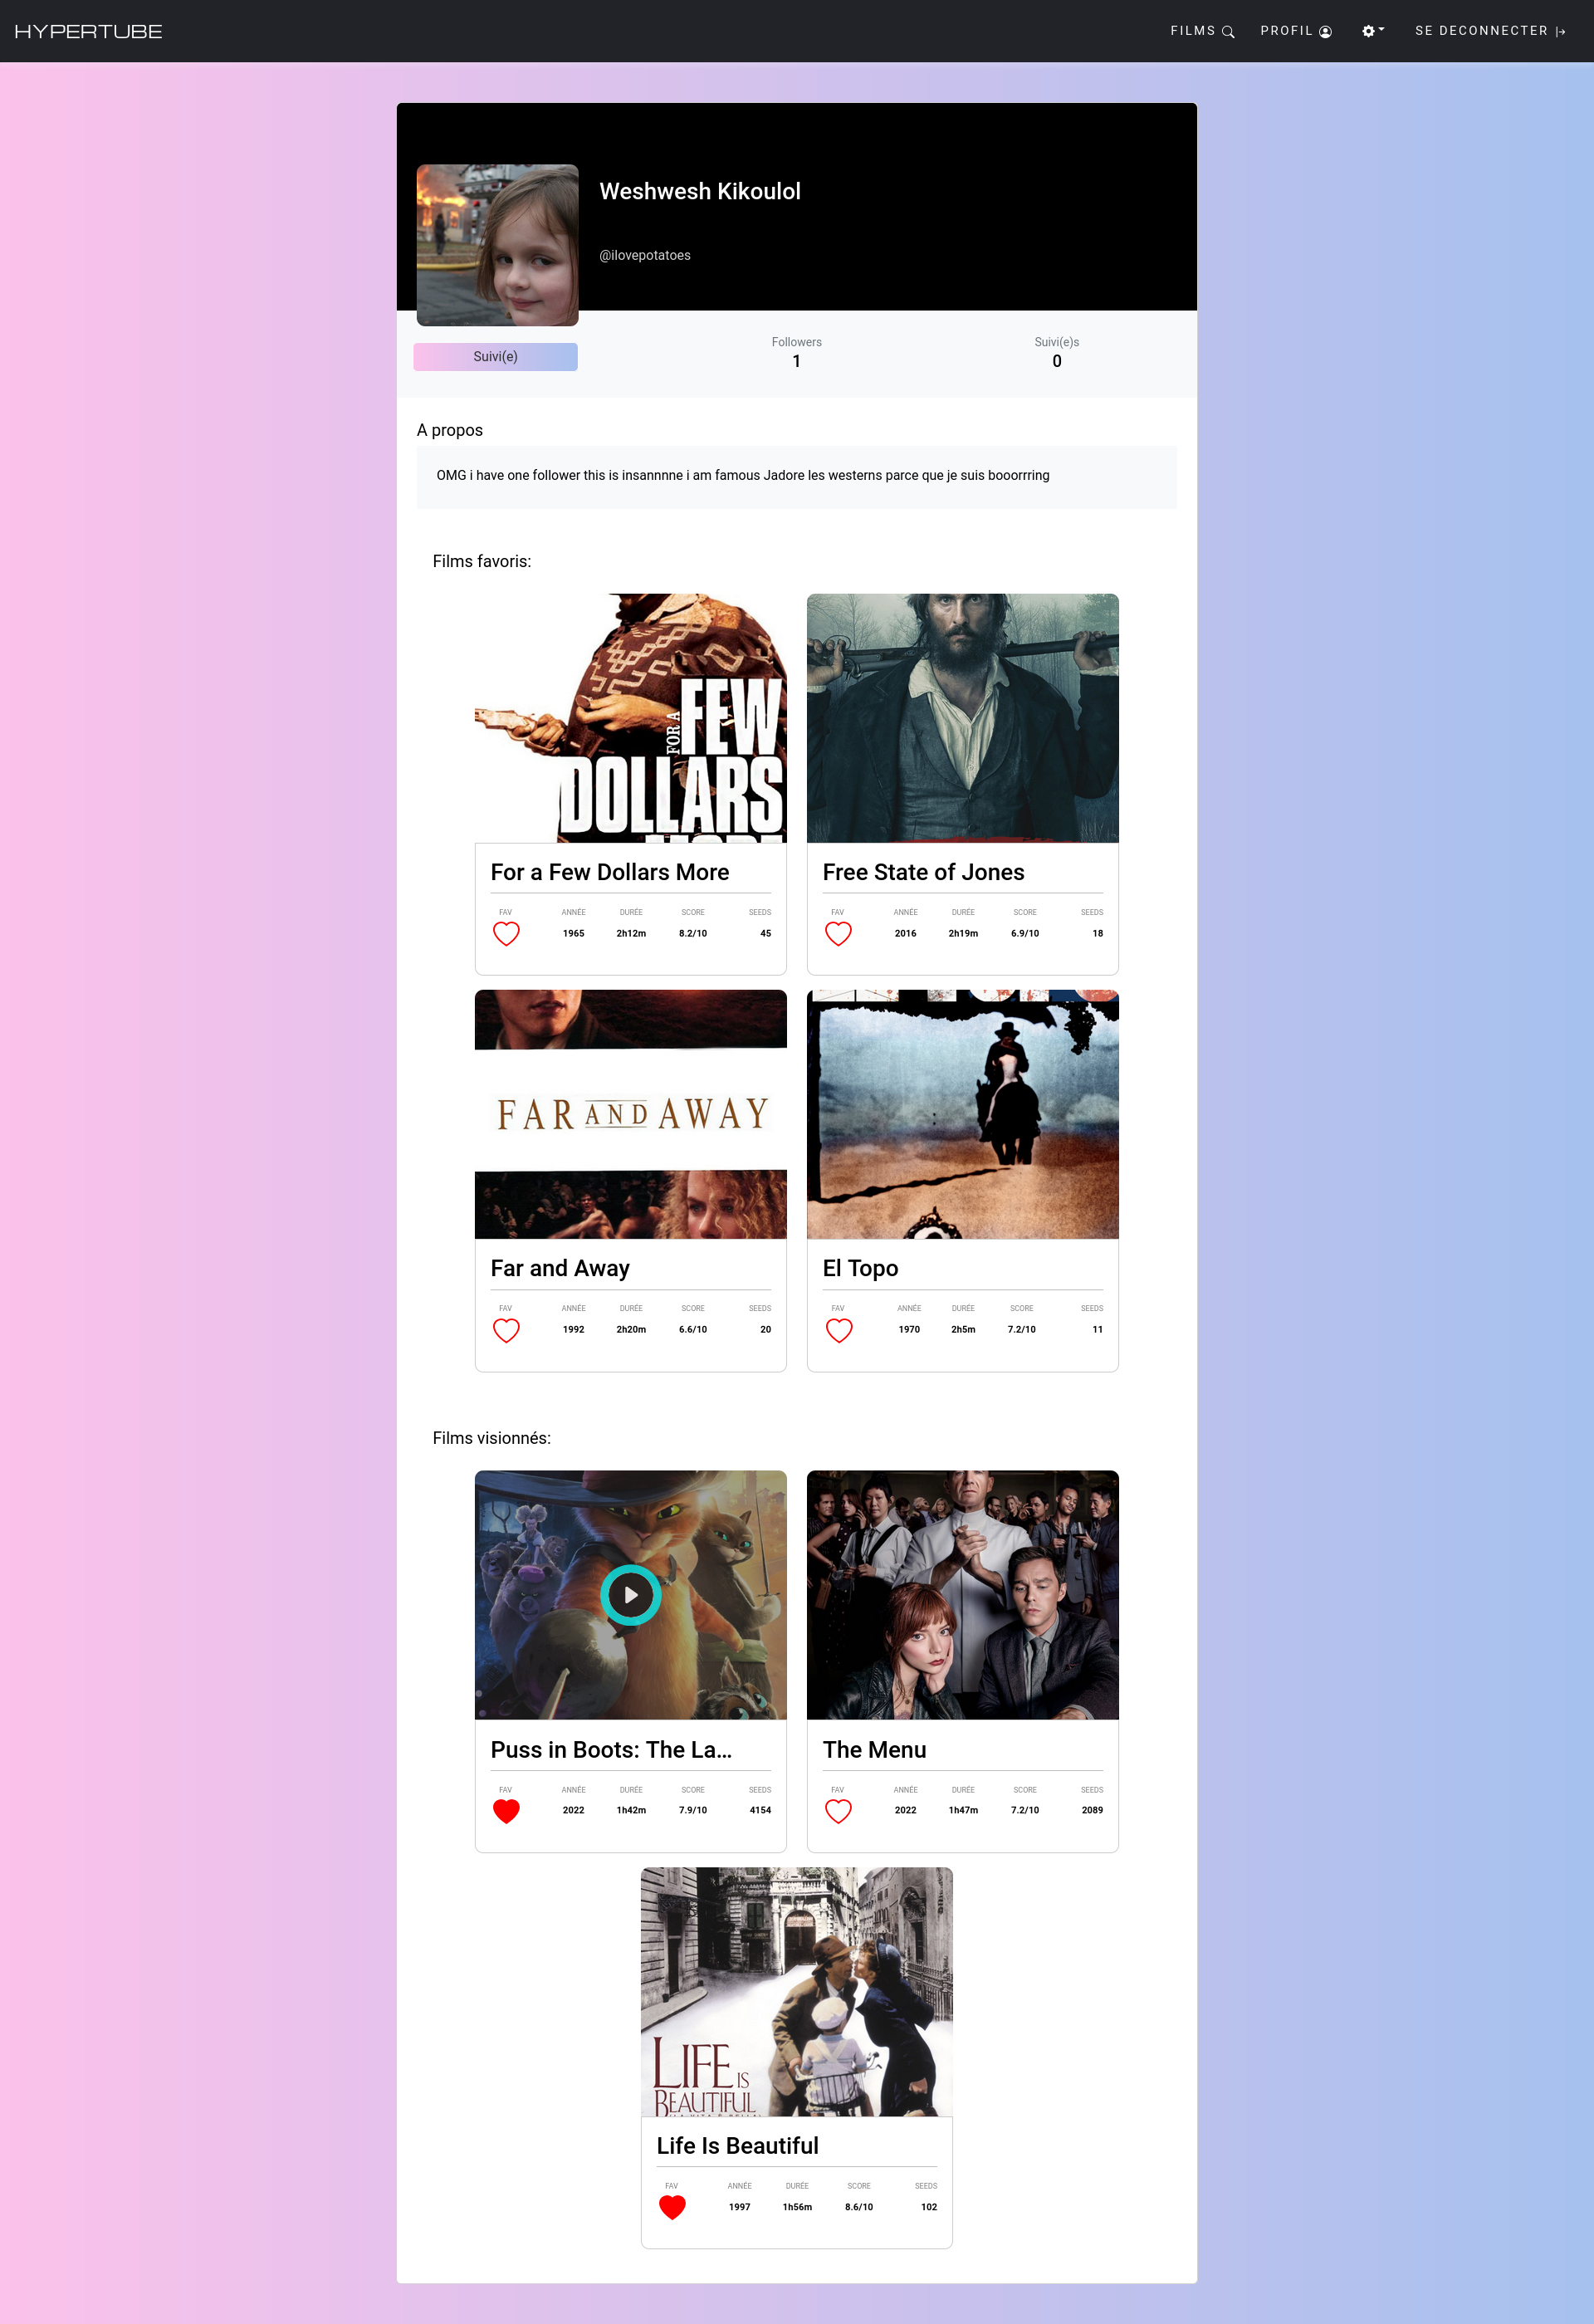 HYPERTUBE
FILMS
PROFIL
SE DECONNECTER
Weshwesh Kikoulol
@ilovepotatoes
Suivi(e)
Followers
1
Suivi(e)s
0
A propos
OMG i have one follower this is insannnne i am famous Jadore les westerns parce que je suis booorrring
Films favoris:
FOR A
FEW
DOLLARS
MORE
For a Few Dollars More
FAV ANNÉE DURÉE SCORE SEEDS
1965 2h12m 8.2/10 45
Free State of Jones
FAV ANNÉE DURÉE SCORE SEEDS
2016 2h19m 6.9/10 18
FAR AND AWAY
Far and Away
FAV ANNÉE DURÉE SCORE SEEDS
1992 2h20m 6.6/10 20
El Topo
FAV ANNÉE DURÉE SCORE SEEDS
1970 2h5m 7.2/10 11
Films visionnés:
Puss in Boots: The La...
FAV ANNÉE DURÉE SCORE SEEDS
2022 1h42m 7.9/10 4154
The Menu
FAV ANNÉE DURÉE SCORE SEEDS
2022 1h47m 7.2/10 2089
LIFE IS
BEAUTIFUL
Life Is Beautiful
FAV ANNÉE DURÉE SCORE SEEDS
1997 1h56m 8.6/10 102